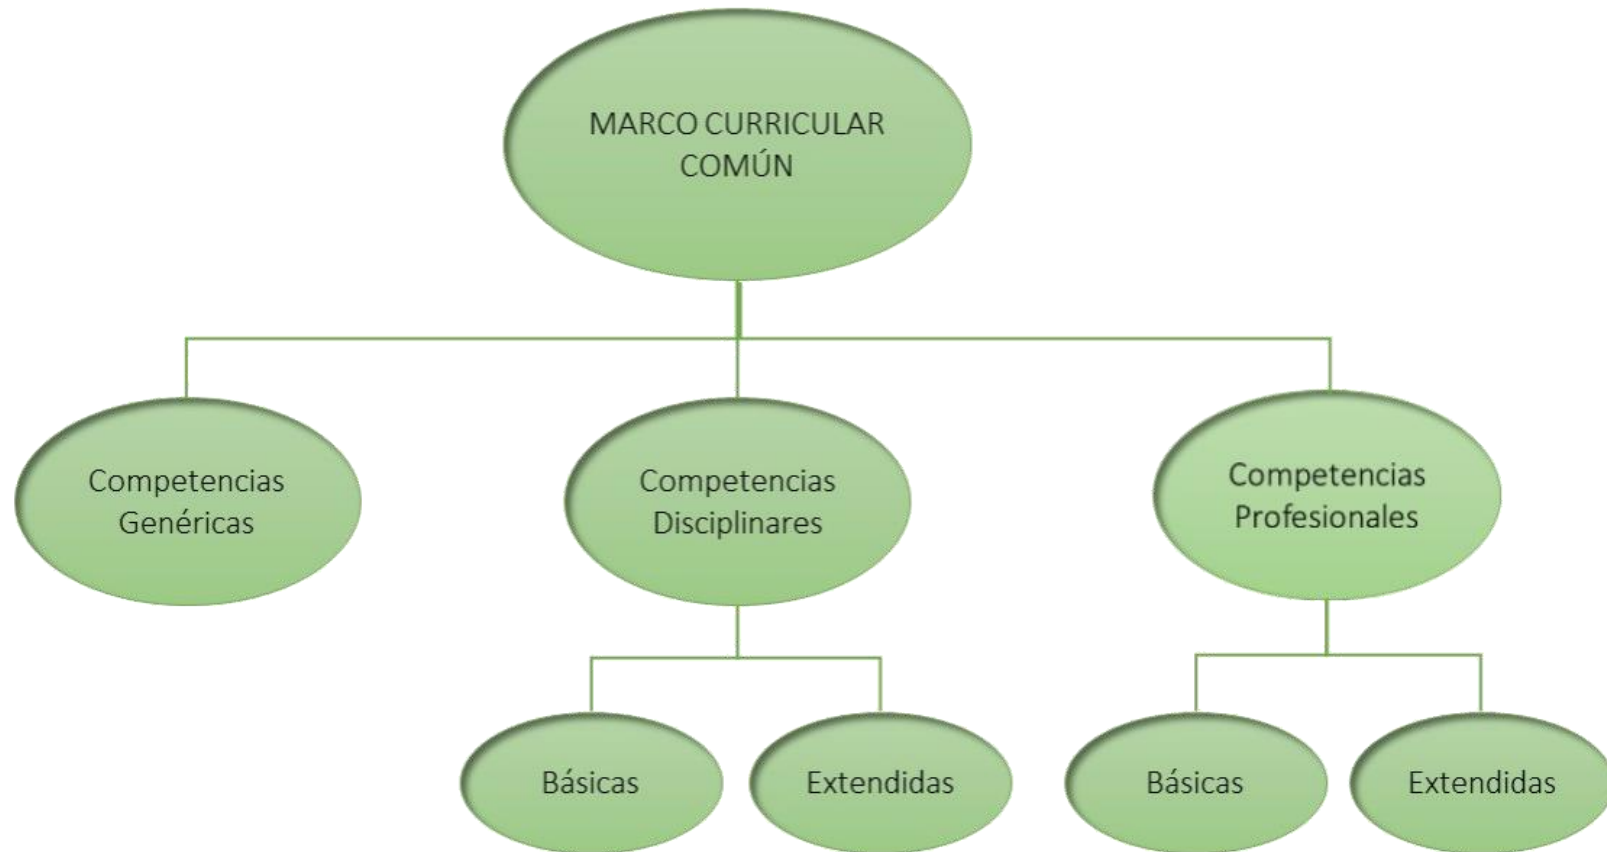 MARCO CURRICULAR
COMÚN
Competencias
Genéricas
Competencias
Disciplinares
Competencias
Profesionales
Básicas
Extendidas
Básicas
Extendidas